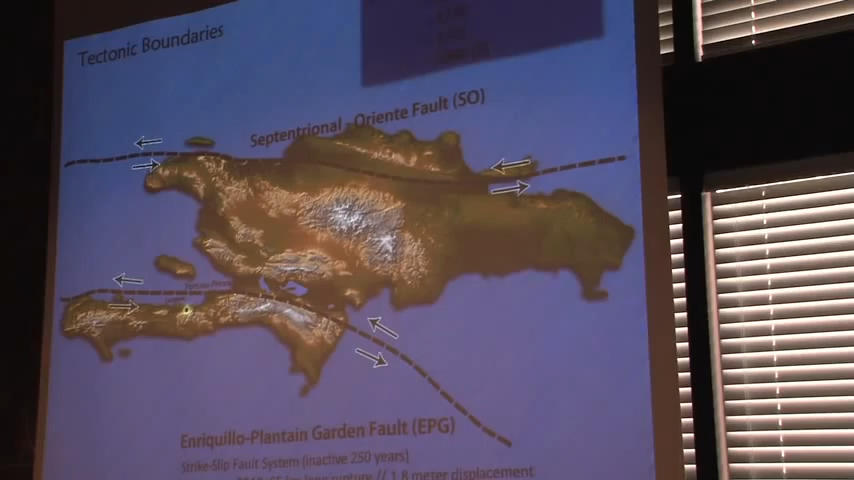 Tectonic Boundaries
Septentrional - Oriente Fault (SO)
Enriquillo-Plantain Garden Fault (EPG)
Strike-Slip Fault System (inactive 250 years)
rupture // 1.8 meter displacement